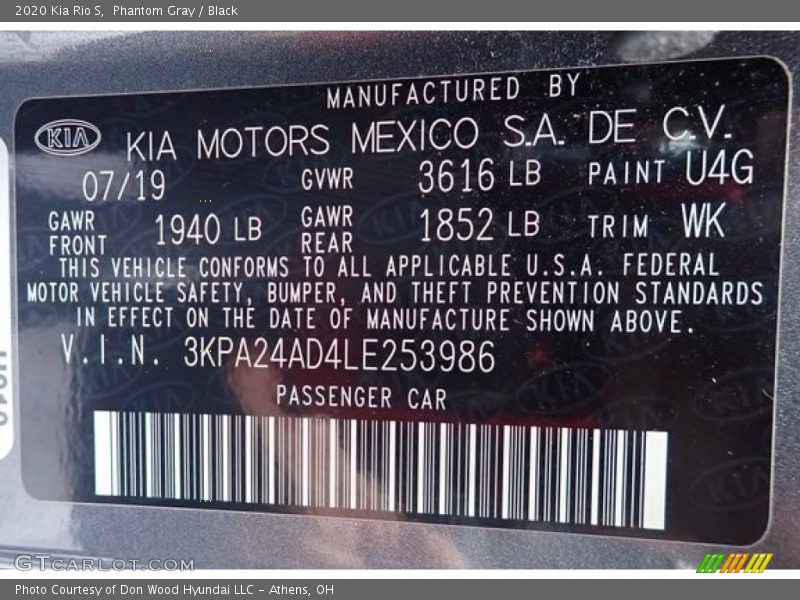 2020 Kia Rio S,  Phantom Gray / Black
MANUFACTURED BY
KIA KIA MOTORS MEXICO S.A. DE C.V.
07/19 GVWR 3616 LB PAINT U4G
GAWR FRONT 1940 LB GAWR REAR 1852 LB TRIM WK
THIS VEHICLE CONFORMS TO ALL APPLICABLE U.S.A. FEDERAL
MOTOR VEHICLE SAFETY, BUMPER, AND THEFT PREVENTION STANDARDS
IN EFFECT ON THE DATE OF MANUFACTURE SHOWN ABOVE.
V.I.N. 3KPA24AD4LE253986
PASSENGER CAR
GTCARLOT.COM
Photo Courtesy of Don Wood Hyundai LLC - Athens, OH